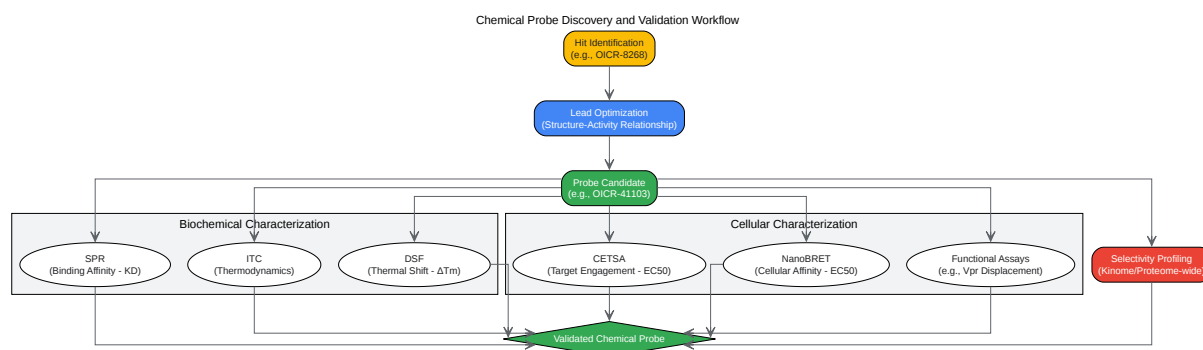 Chemical Probe Discovery and Validation Workflow
Hit Identification
(e.g., OICR-8268)
Lead Optimization
(Structure-Activity Relationship)
Probe Candidate
(e.g., OICR-41103)
Biochemical Characterization
Cellular Characterization
SPR
(Binding Affinity - KD)
ITC
(Thermodynamics)
DSF
(Thermal Shift - ΔTm)
CETSA
(Target Engagement - EC50)
NanoBRET
(Cellular Affinity - EC50)
Functional Assays
(e.g., Vpr Displacement)
Selectivity Profiling
(Kinome/Proteome-wide)
Validated Chemical Probe